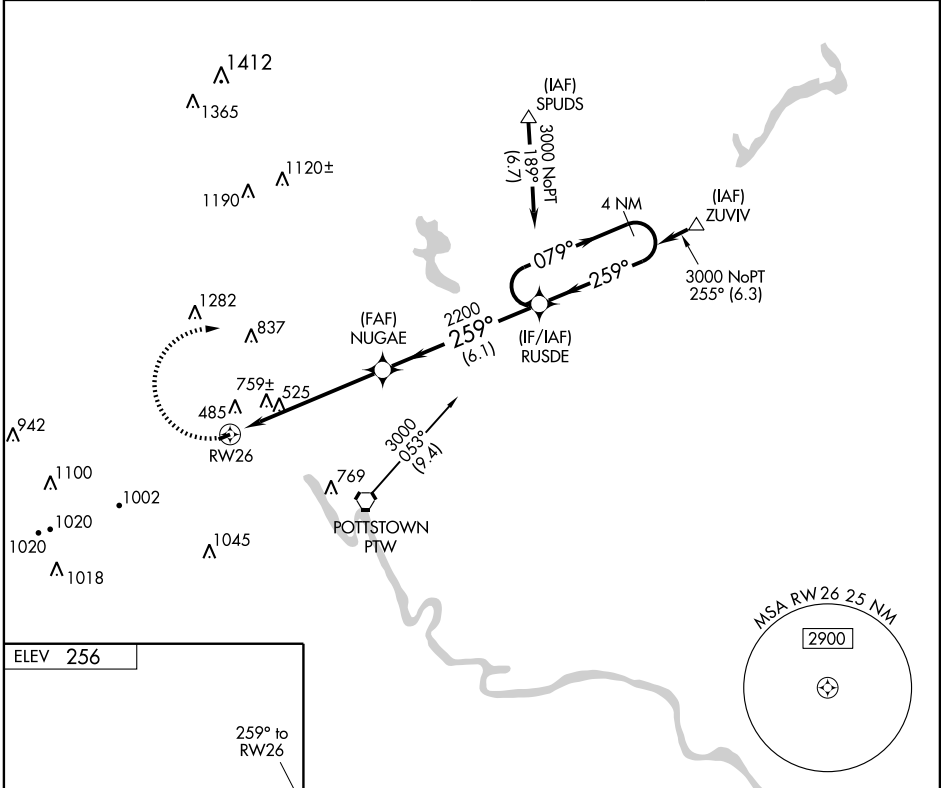 1412
1365
1120±
1190
(IAF)
SPUDS
3000 NoPT
189°
(6.7)
4 NM
(IAF)
ZUVIV
3000 NoPT
255° (6.3)
079°
259°
1282
837
(FAF)
NUGAE
2200
259°
(6.1)
(IF/IAF)
RUSDE
759±
525
485
942
RW26
3000
053°
(9.4)
1100
769
1002
1020
1020
POTTSTOWN
PTW
1045
1018
MSA RW 26 25 NM
2900
ELEV 256
259° to
RW26